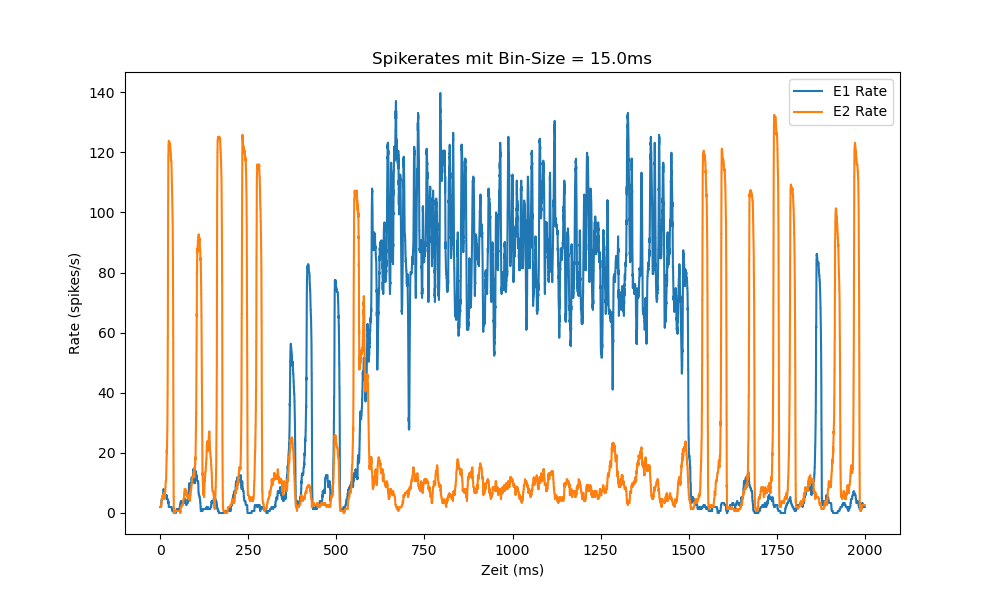 Spikerates mit Bin-Size = 15.0ms
E1 Rate
E2 Rate
Rate (spikes/s)
140
120
100
80
60
40
20
0
0 250 500 750 1000 1250 1500 1750 2000
Zeit (ms)